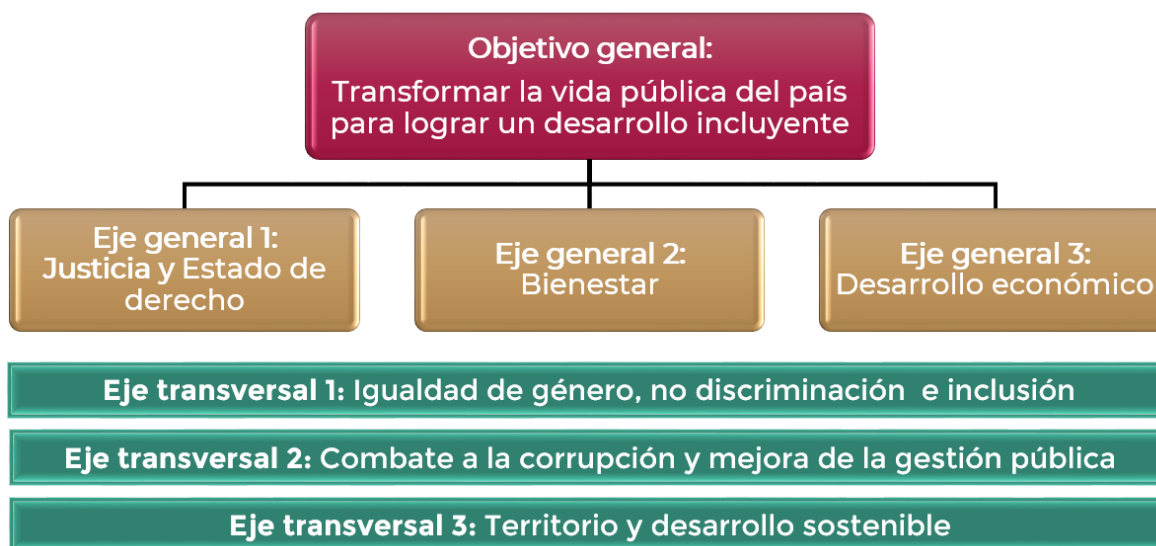 Objetivo general:
Transformar la vida pública del país
para lograr un desarrollo incluyente
Eje general 1:
Justicia y Estado de
derecho
Eje general 2:
Bienestar
Eje general 3:
Desarrollo económico
Eje transversal 1: Igualdad de género, no discriminación e inclusión
Eje transversal 2: Combate a la corrupción y mejora de la gestión pública
Eje transversal 3: Territorio y desarrollo sostenible